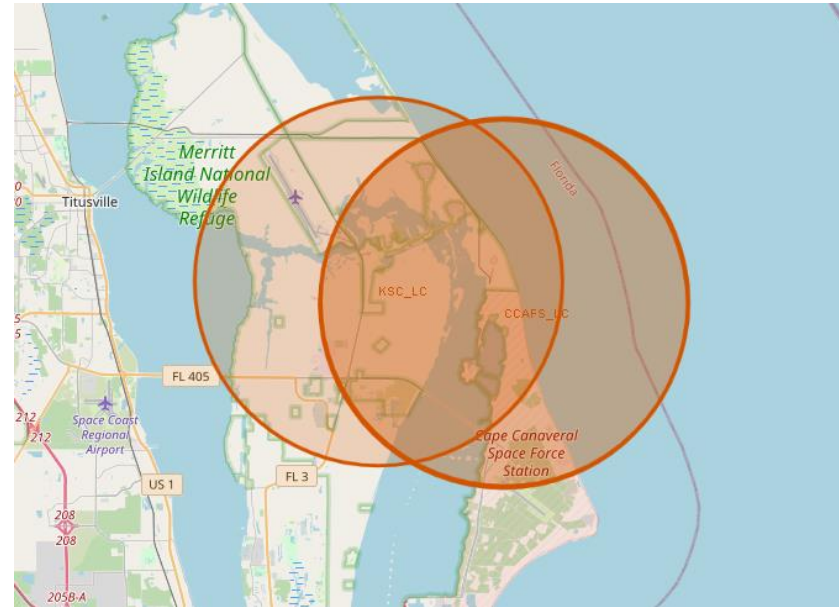 Merritt
Island National
Wildlife
Refuge
Titusville
Florida
KSC_LC
CCAFS_LC
FL 405
212
212
Space Coast
Regional
Airport
Cape Canaveral
Space Force
Station
FL 3
US 1
208
208
205B-A